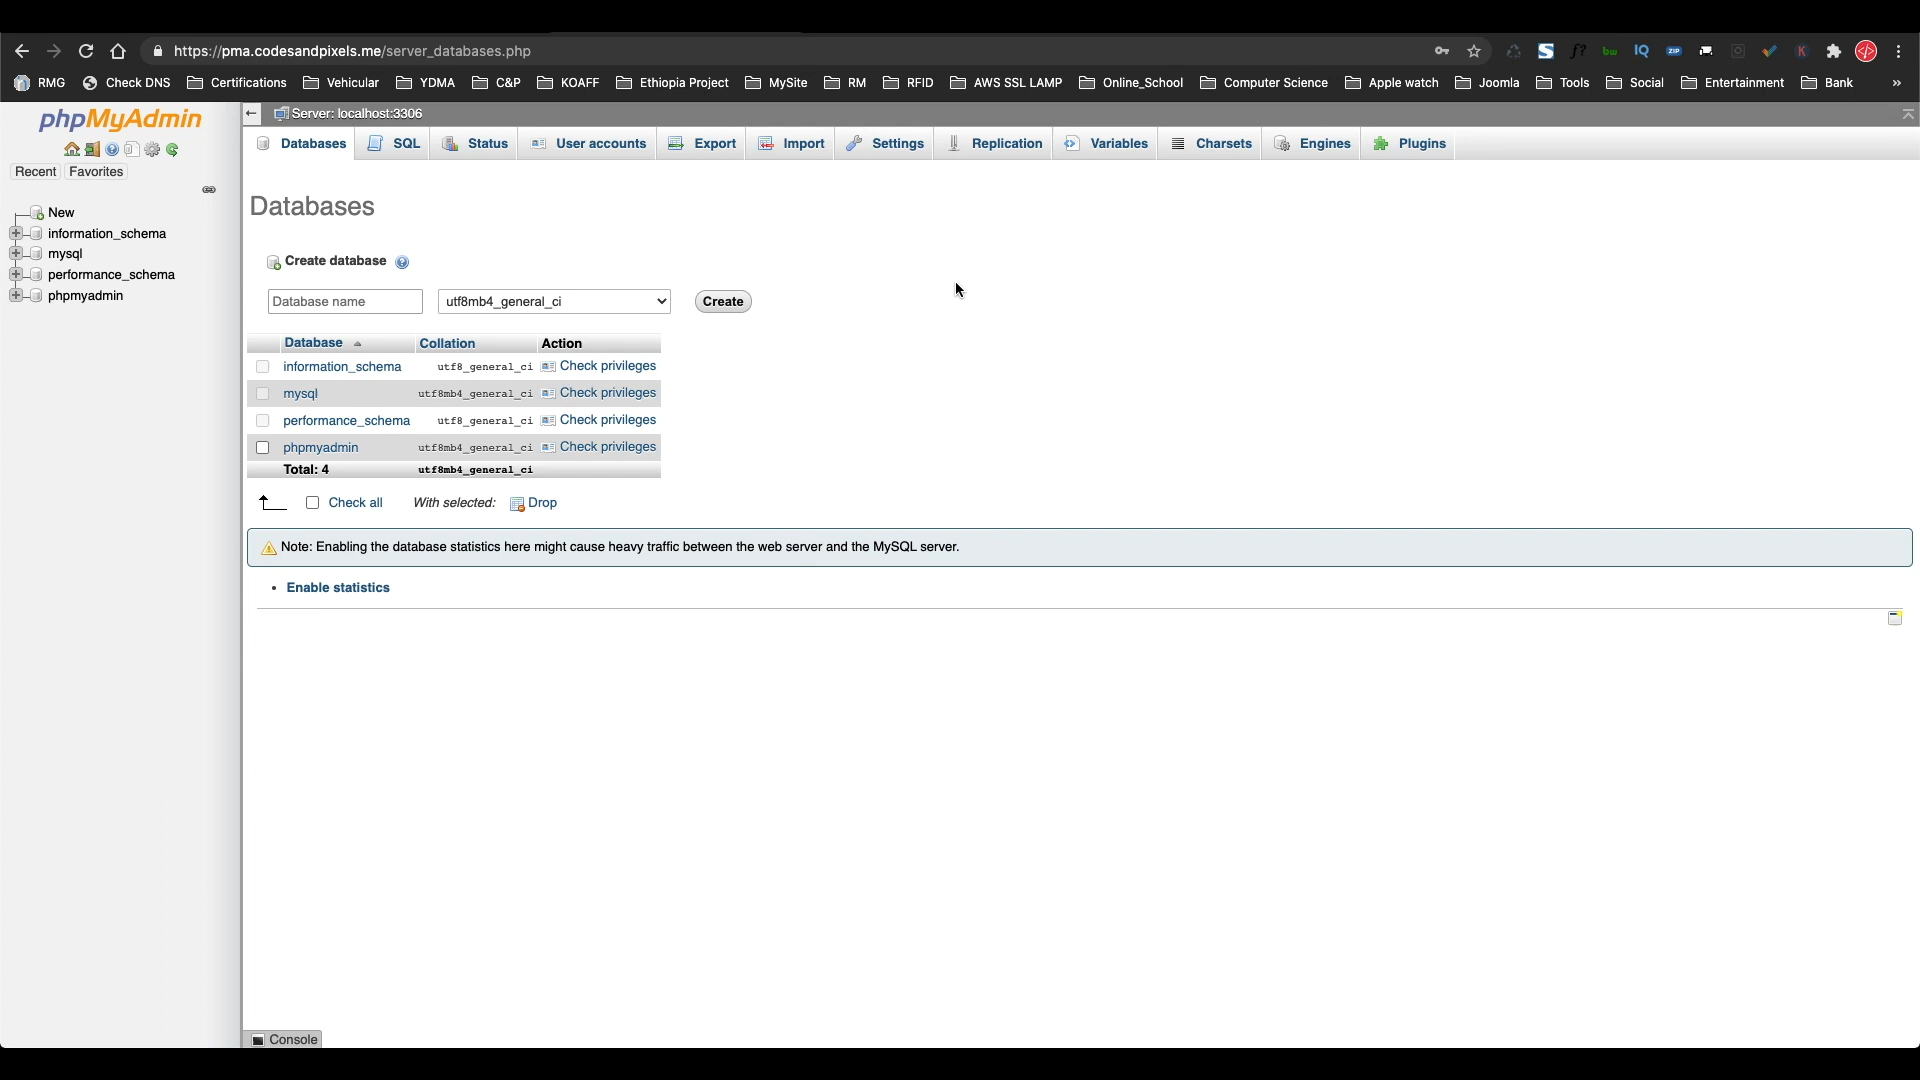 https://pma.codesandpixels.me/server_databases.php
RMG Check DNS Certifications Vehicular YDMA C&P KOAFF Ethiopia Project MySite RM RFID AWS SSL LAMP Online_School Computer Science Apple watch Joomla Tools Social Entertainment Bank »
phpMyAdmin
Recent Favorites
New
information_schema
mysql
performance_schema
phpmyadmin
Server: localhost:3306
Databases SQL Status User accounts Export Import Settings Replication Variables Charsets Engines Plugins
Databases
Create database
Database name utf8mb4_general_ci Create
Database Collation Action
information_schema utf8_general_ci Check privileges
mysql utf8mb4_general_ci Check privileges
performance_schema utf8_general_ci Check privileges
phpmyadmin utf8mb4_general_ci Check privileges
Total: 4 utf8mb4_general_ci
Check all With selected: Drop
Note: Enabling the database statistics here might cause heavy traffic between the web server and the MySQL server.
• Enable statistics
Console